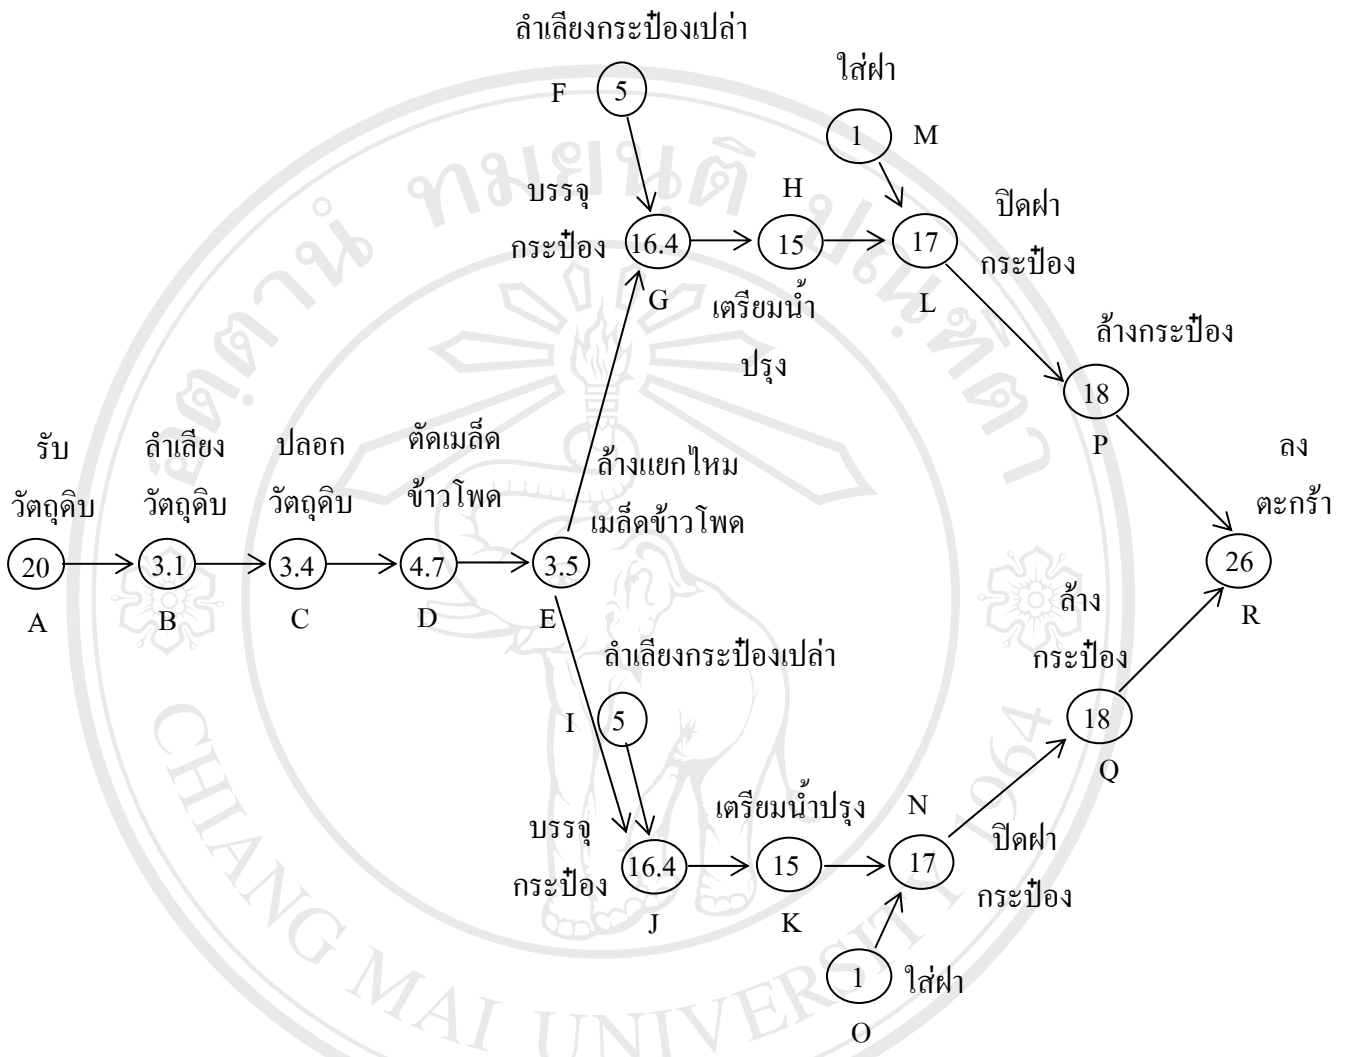 ลำเลียงกระป๋องเปล่า
F
5
ใส่ฝา
1
M
บรรจุ
กระป๋อง
16.4
G
H
15
เตรียมน้ำ
ปรุง
17
L
ปิดฝา
กระป๋อง
ล้างกระป๋อง
18
P
รับ
วัตถุดิบ
20
A
ลำเลียง
วัตถุดิบ
3.1
B
ปลอก
วัตถุดิบ
3.4
C
ตัดเมล็ด
ข้าวโพด
4.7
D
ล้างแยกไหม
เมล็ดข้าวโพด
3.5
E
ลง
ตะกร้า
26
R
ลำเลียงกระป๋องเปล่า
I
5
บรรจุ
กระป๋อง
16.4
J
เตรียมน้ำปรุง
15
K
N
17
ปิดฝา
กระป๋อง
ล้าง
กระป๋อง
18
Q
1
ใส่ฝา
O
CHIANG MAI UNIVERSITY 1964